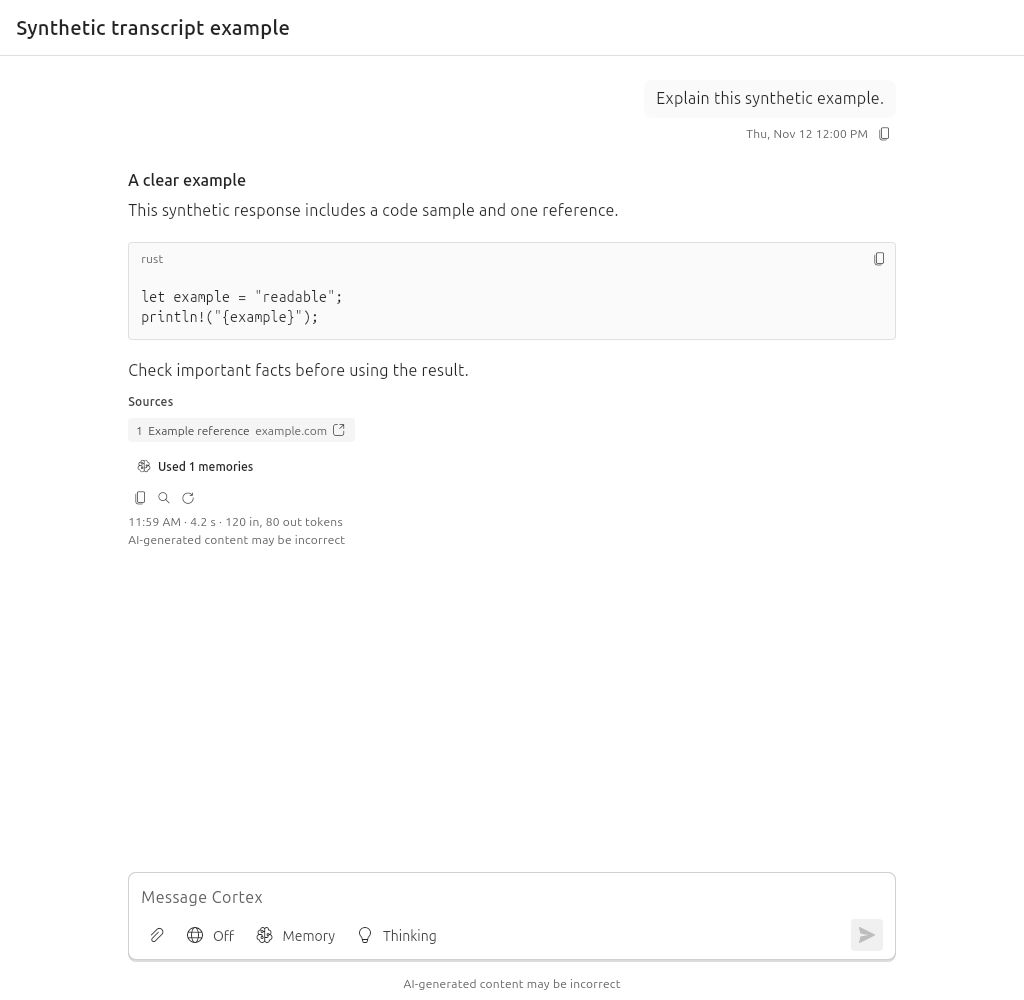 Synthetic transcript example
Explain this synthetic example.
Thu, Nov 12 12:00 PM
A clear example
This synthetic response includes a code sample and one reference.
rust
let example = "readable";
println!("{example}");
Check important facts before using the result.
Sources
1 Example reference example.com
Used 1 memories
11:59 AM · 4.2 s · 120 in, 80 out tokens
AI-generated content may be incorrect
Message Cortex
Off Memory Thinking
AI-generated content may be incorrect